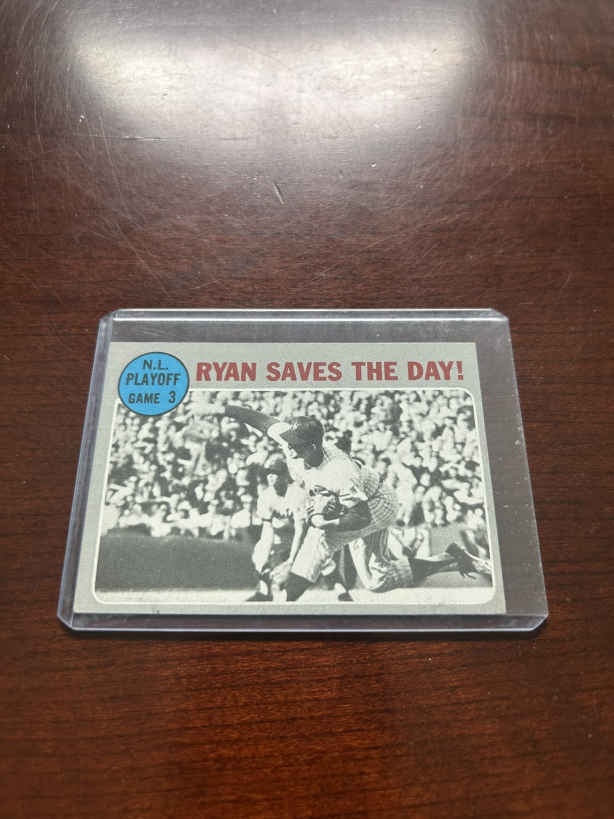 N.L.
PLAYOFF
GAME 3
RYAN SAVES THE DAY!